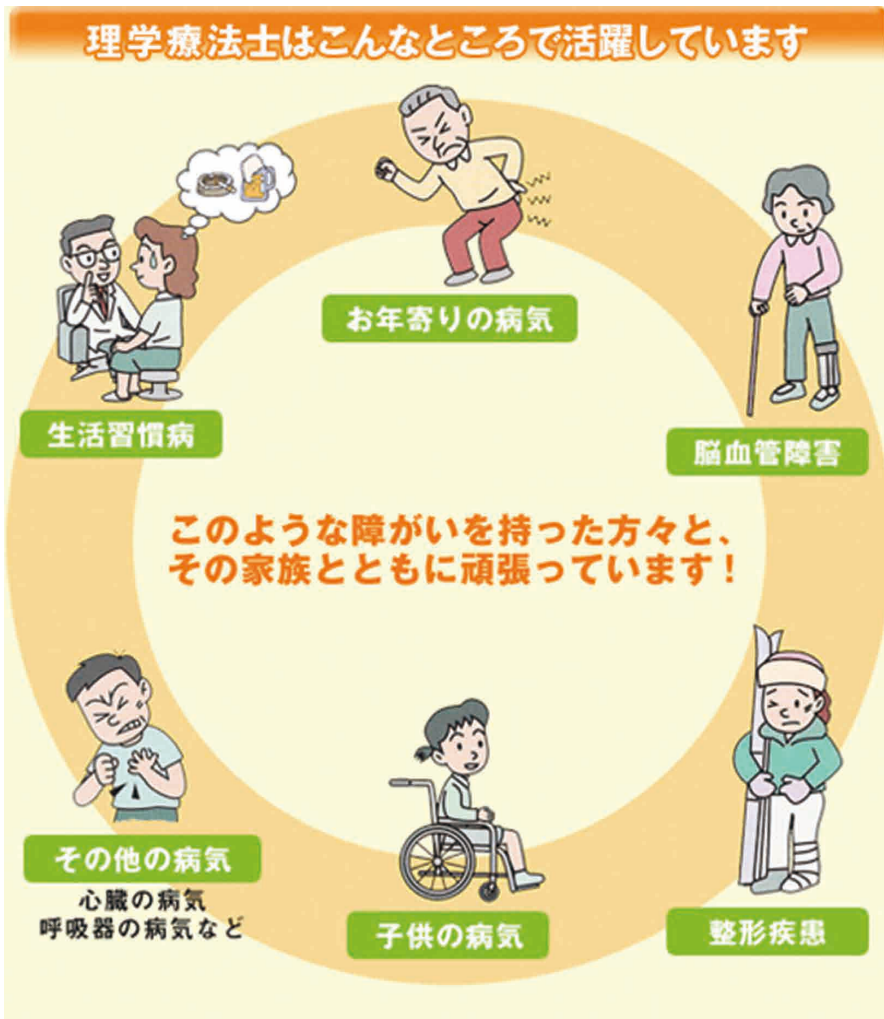 理学療法士はこんなところで活躍しています
お年寄りの病気
脳血管障害
整形疾患
子供の病気
その他の病気
心臓の病気
呼吸器の病気など
生活習慣病
このような障がいを持った方々と、
その家族とともに頑張っています！